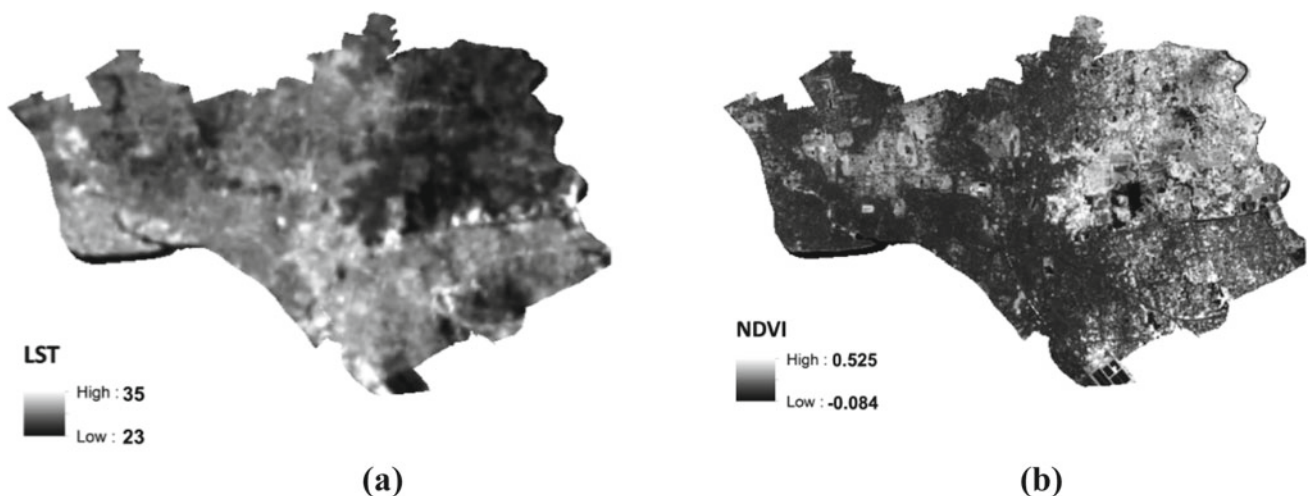 LST
High : 35
Low : 23
(a)
NDVI
High : 0.525
Low : -0.084
(b)